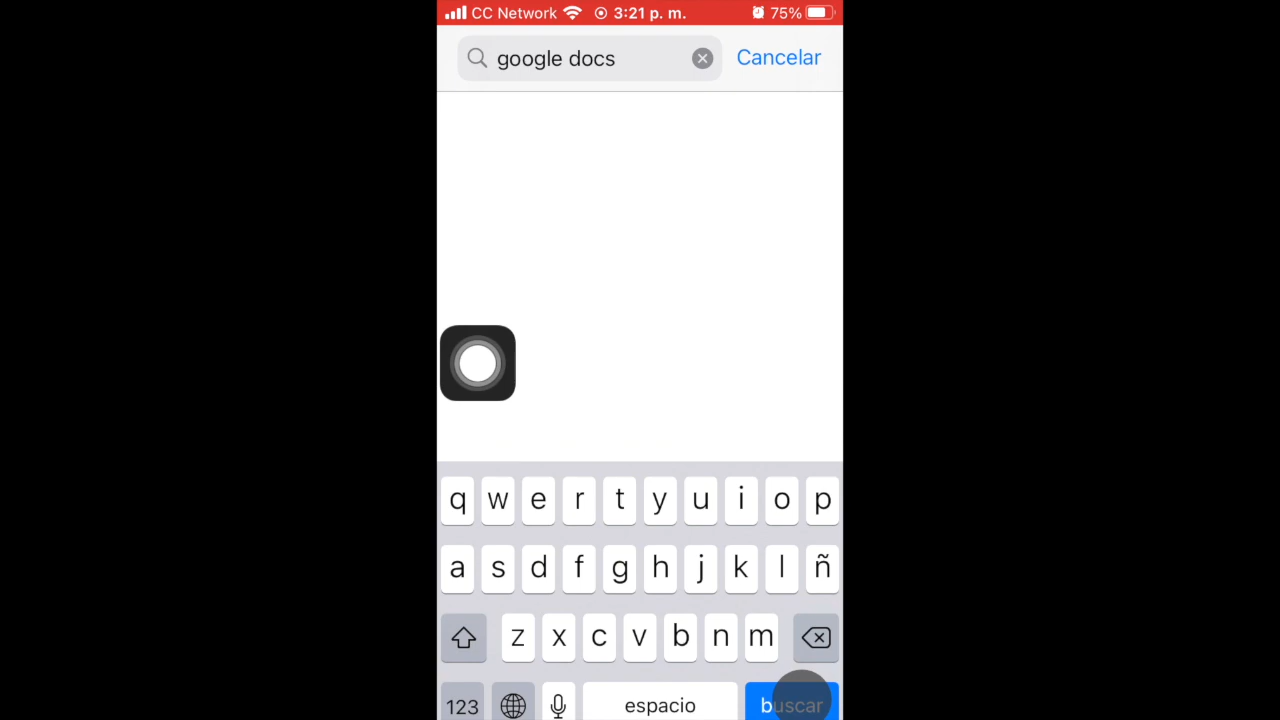 CC Network 3:21 p. m. 75%
google docs Cancelar
q w e r t y u i o p
a s d f g h j k l ñ
z x c v b n m
123 espacio buscar